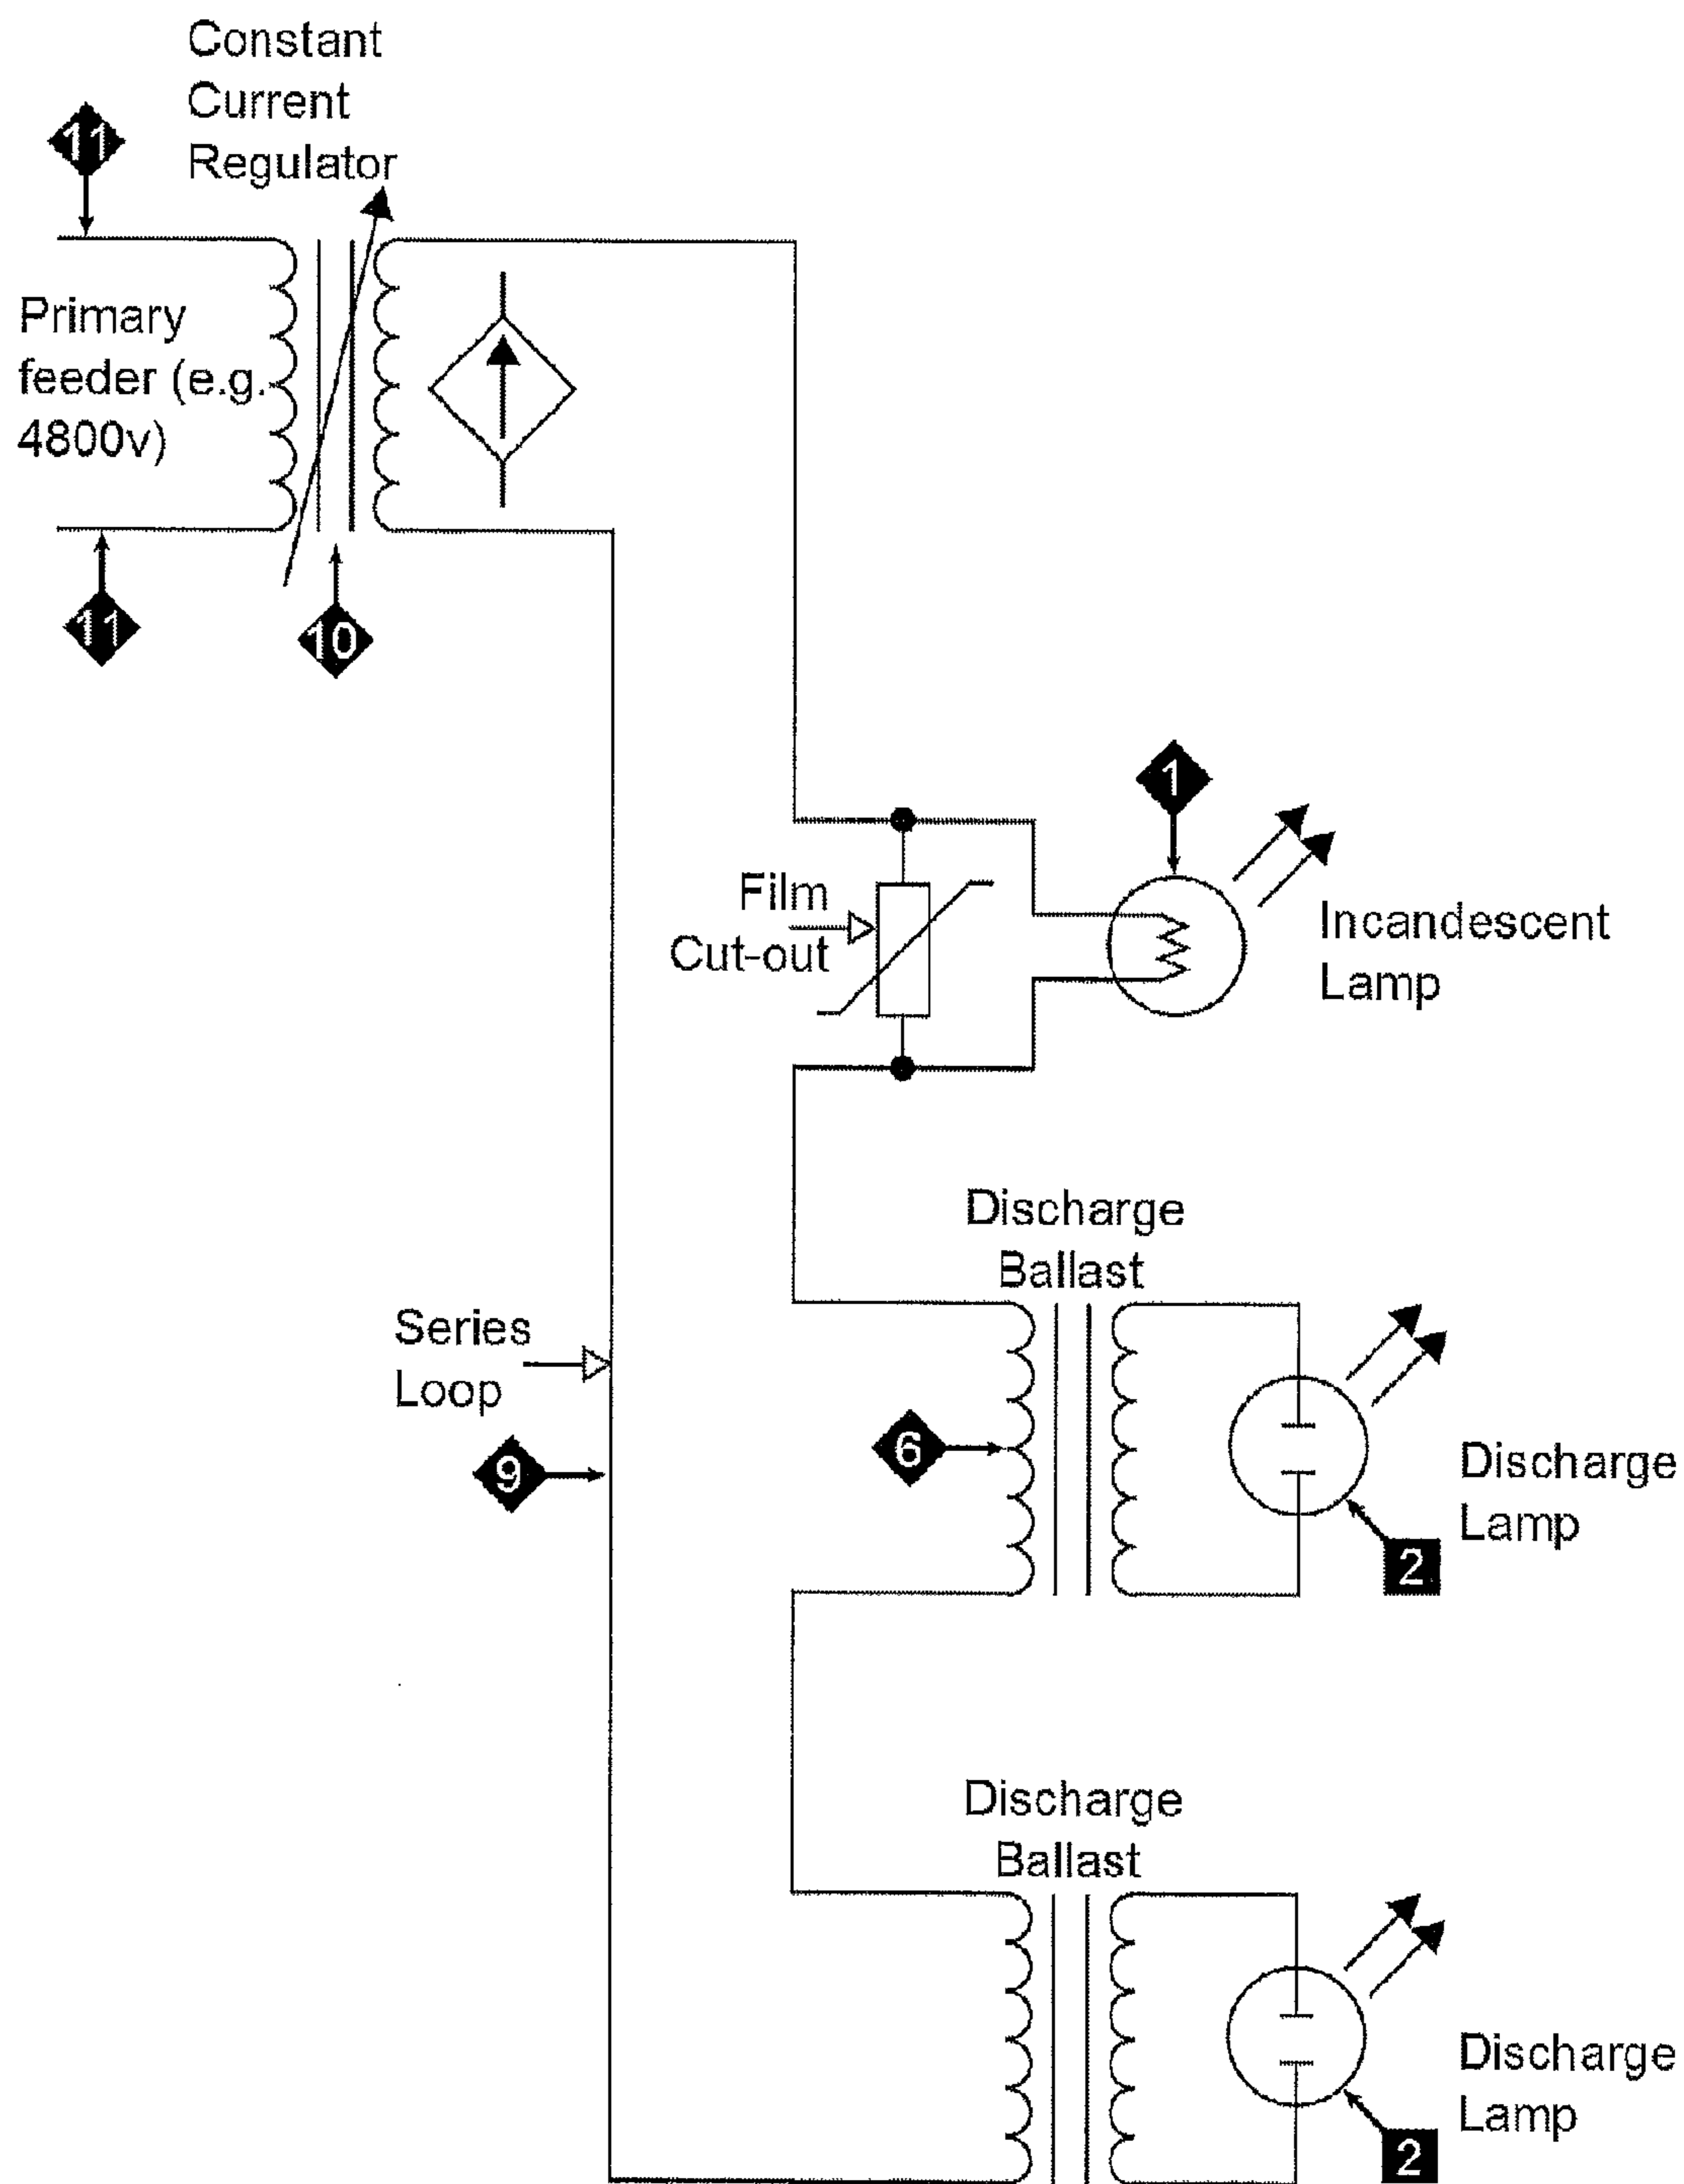 Constant
Current
Regulator
11
Primary
feeder (e.g.
4800v)
11
10
1
Film
Cut-out
Incandescent
Lamp
Discharge
Ballast
Series
Loop
9
6
Discharge
Lamp
2
Discharge
Ballast
Discharge
Lamp
2